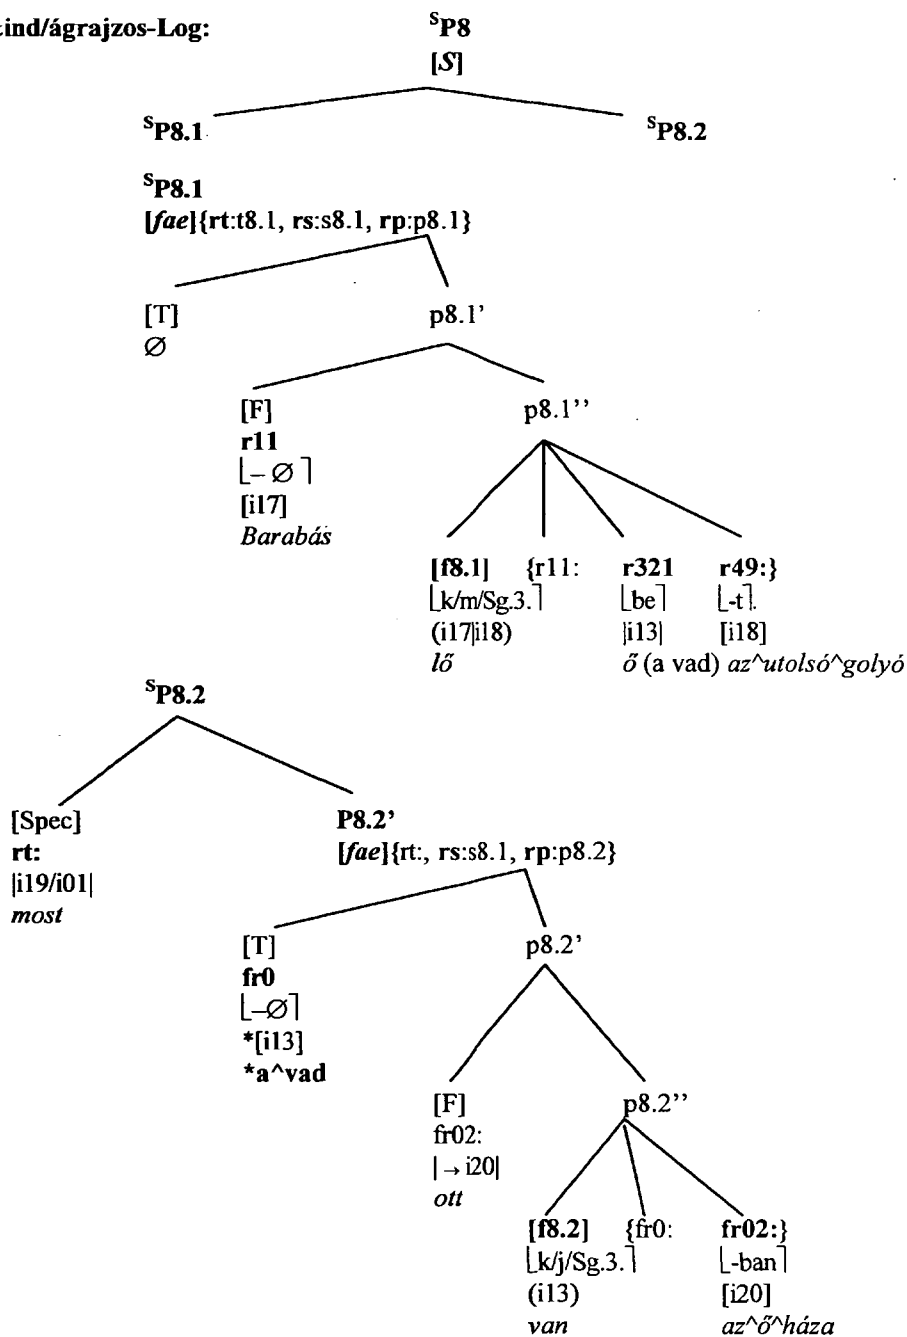 ind/ágrajzos-Log: ˢP8
[S]
ˢP8.1 ˢP8.2
ˢP8.1
[fae]{rt:t8.1, rs:s8.1, rp:p8.1}
[T] p8.1'
∅
[F] p8.1''
r11
⌊–∅⌉
[i17]
Barabás
[f8.1] {r11: r321 r49:}
⌊k/m/Sg.3.⌉ ⌊be⌉ ⌊-t⌉.
(i17|i18) |i13| [i18]
lő ő (a vad) az^utolsó^golyó
ˢP8.2
[Spec] P8.2'
rt: [fae]{rt:, rs:s8.1, rp:p8.2}
|i19/i01|
most
[T] p8.2'
fr0
⌊–∅⌉
*[i13]
*a^vad
[F] p8.2''
fr02:
|→i20|
ott
[f8.2] {fr0: fr02:}
⌊k/j/Sg.3.⌉ ⌊-ban⌉
(i13) [i20]
van az^ő^háza